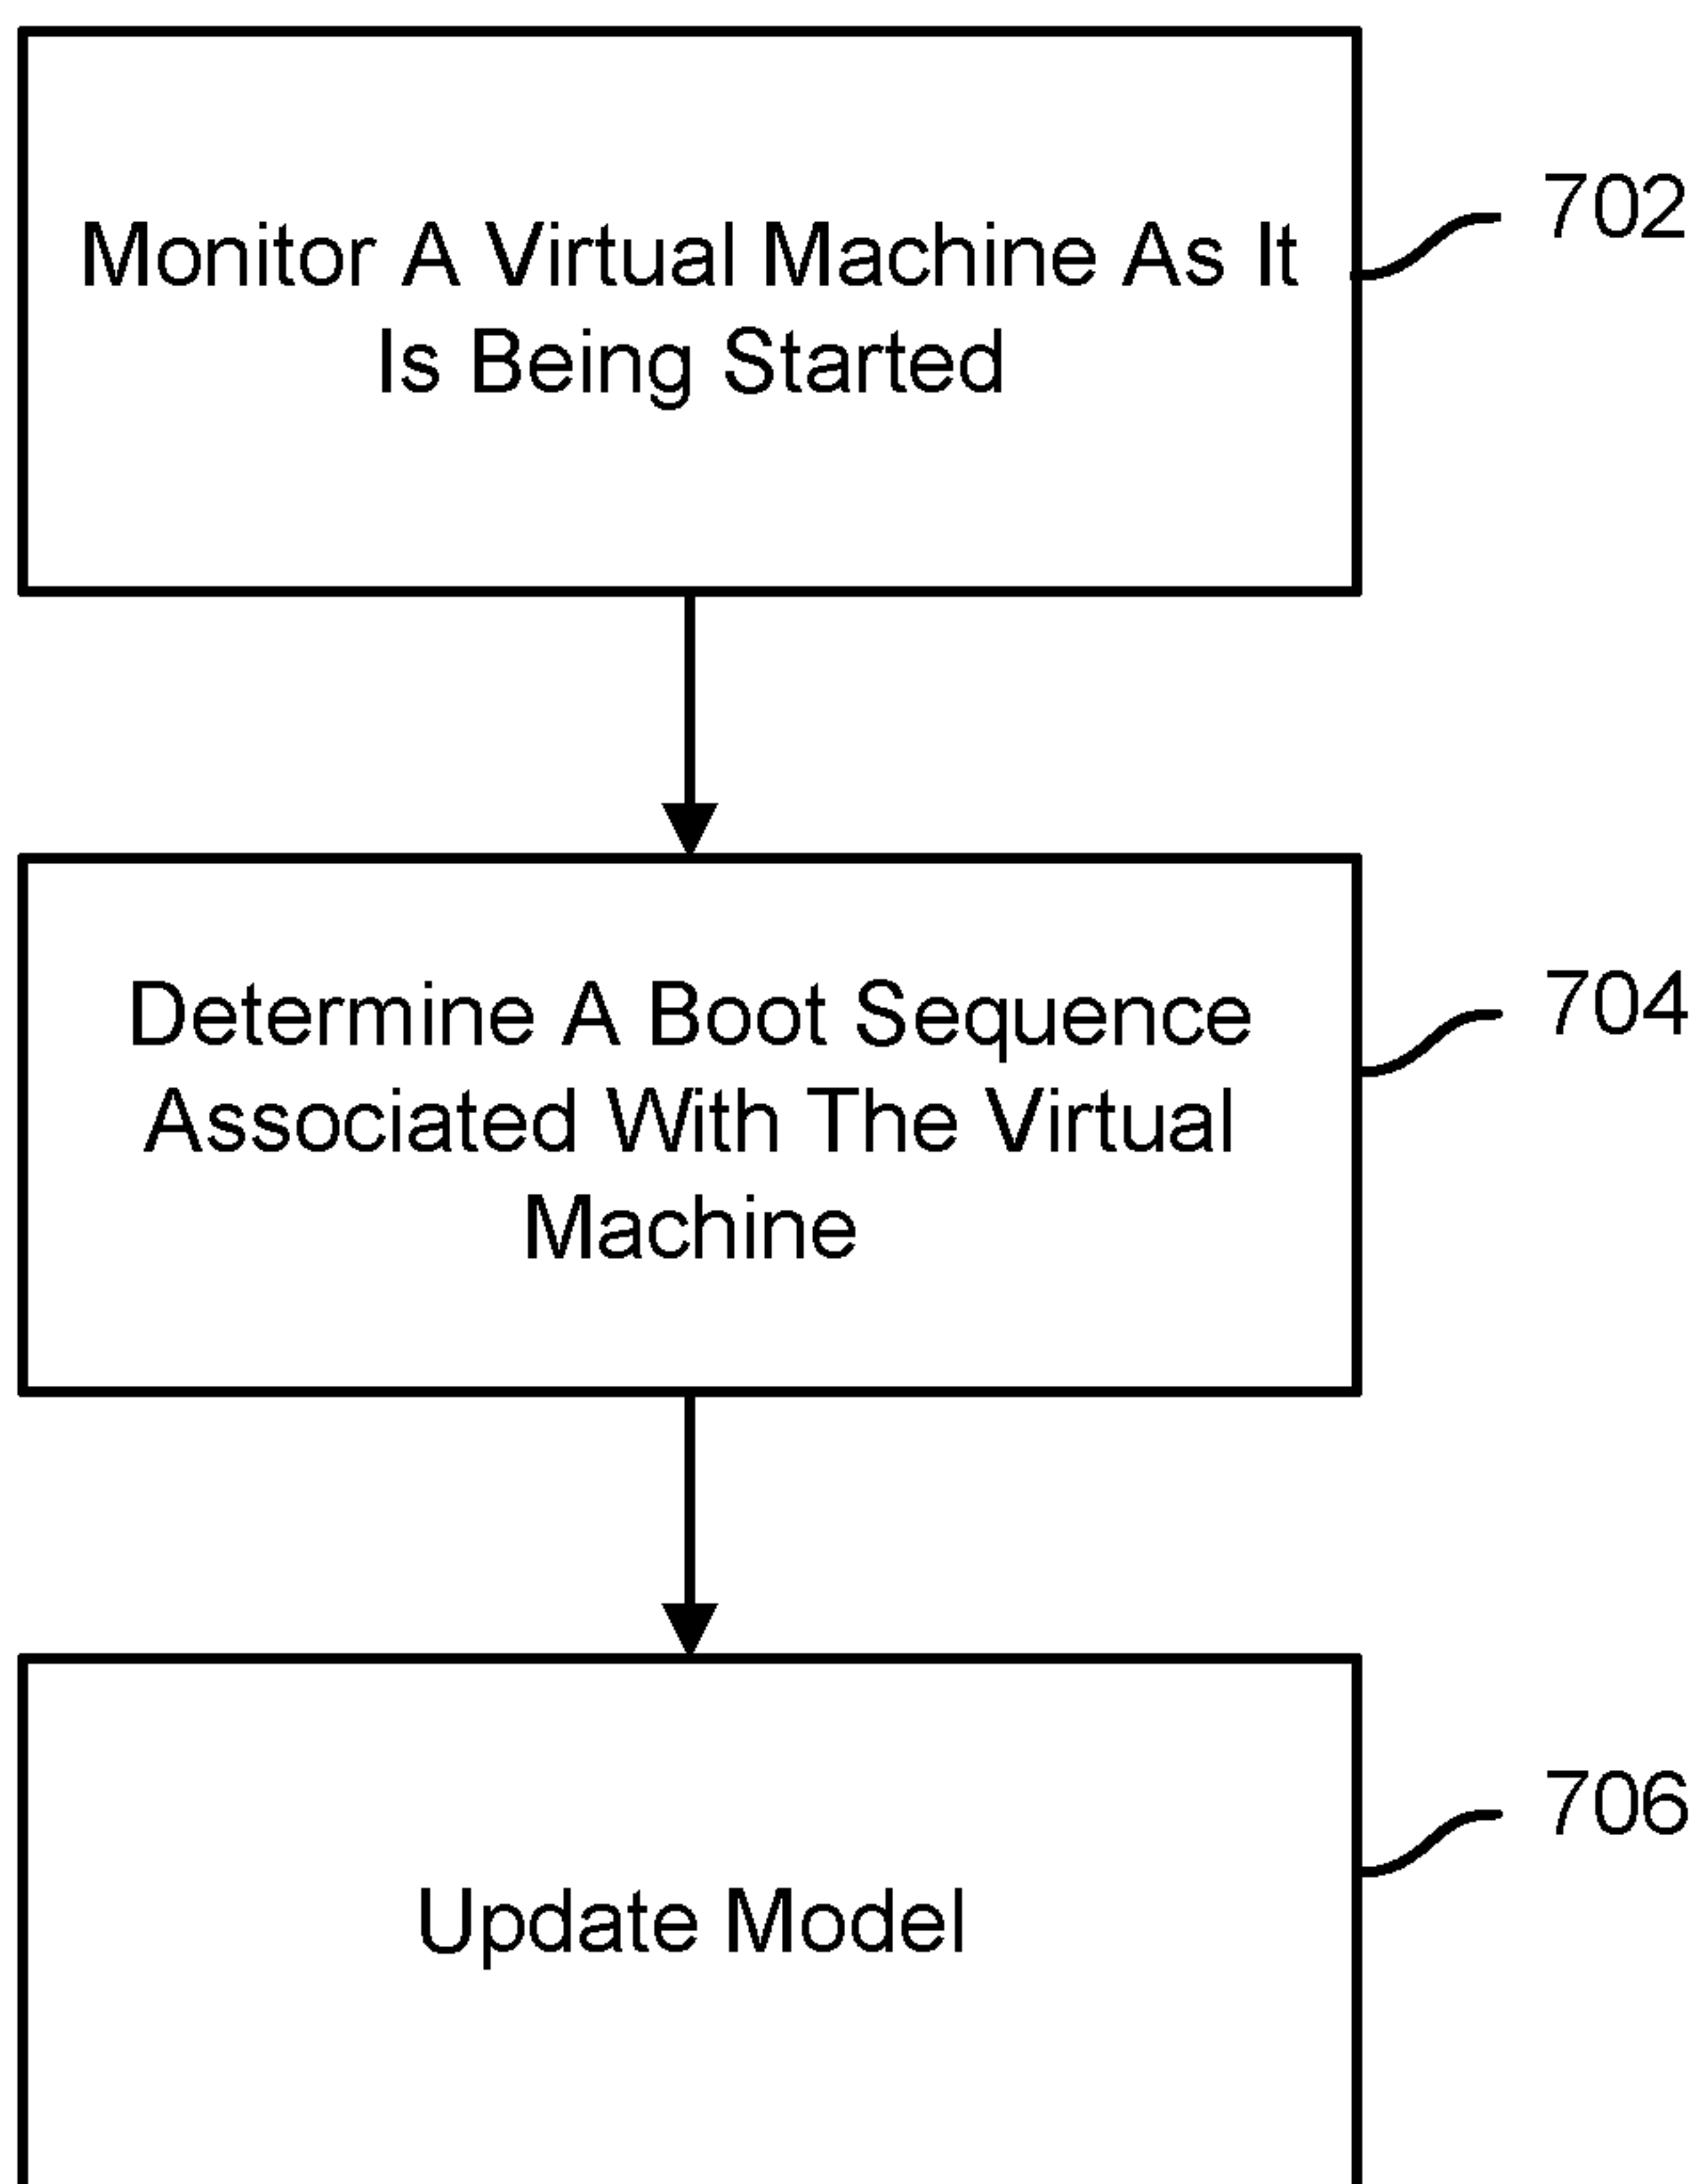 Monitor A Virtual Machine As It
Is Being Started
702
Determine A Boot Sequence
Associated With The Virtual
Machine
704
Update Model
706